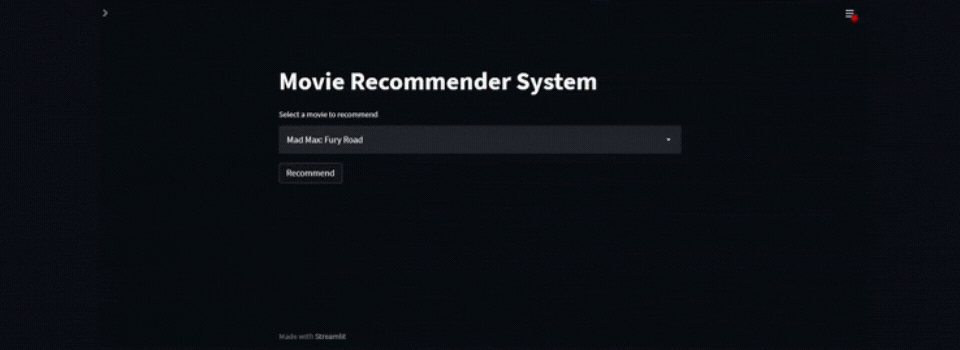 Movie Recommender System
Select a movie to recommend
Mad Max: Fury Road
Recommend
Made with Streamlit